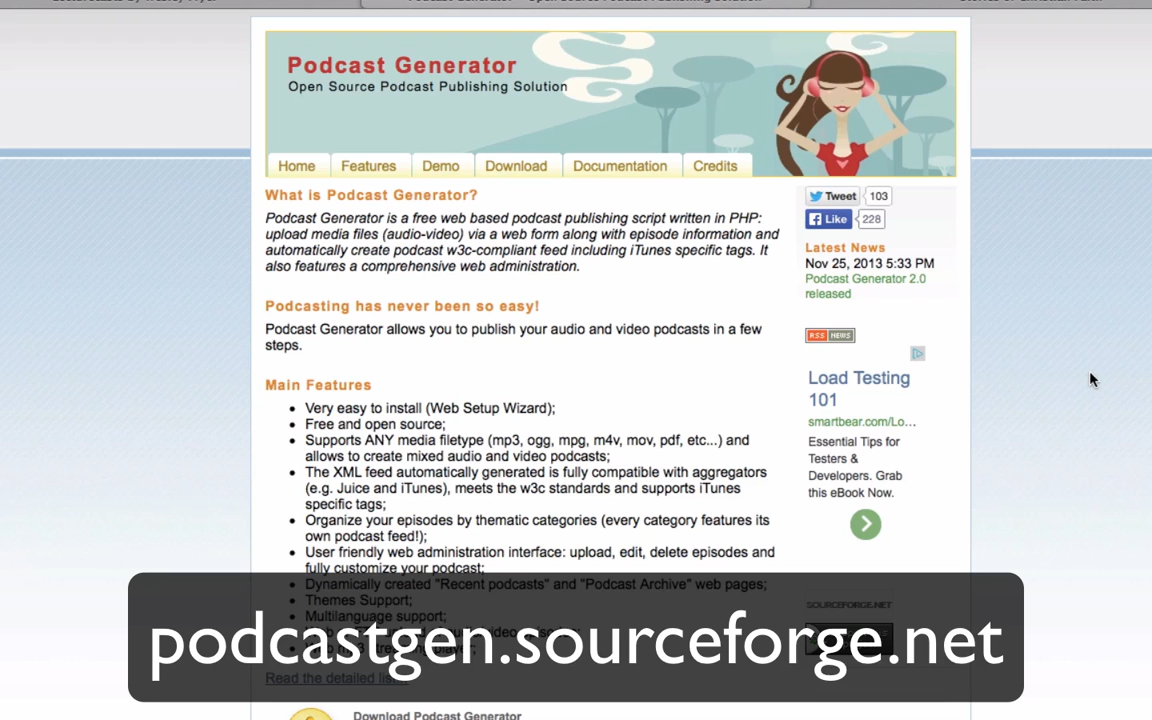 Podcast Generator
Open Source Podcast Publishing Solution
Home Features Demo Download Documentation Credits
What is Podcast Generator?
Podcast Generator is a free web based podcast publishing script written in PHP:
upload media files (audio-video) via a web form along with episode information and
automatically create podcast w3c-compliant feed including iTunes specific tags. It
also features a comprehensive web administration.
Podcasting has never been so easy!
Podcast Generator allows you to publish your audio and video podcasts in a few
steps.
Main Features
• Very easy to install (Web Setup Wizard);
• Free and open source;
• Supports ANY media filetype (mp3, ogg, mpg, m4v, mov, pdf, etc...) and
allows to create mixed audio and video podcasts;
• The XML feed automatically generated is fully compatible with aggregators
(e.g. Juice and iTunes), meets the w3c standards and supports iTunes
specific tags;
• Organize your episodes by thematic categories (every category features its
own podcast feed!);
• User friendly web administration interface: upload, edit, delete episodes and
fully customize your podcast;
• Dynamically created "Recent podcasts" and "Podcast Archive" web pages;
• Themes Support;
• Multilanguage support;
Read the detailed
Download Podcast Generator
Tweet 103
Like 228
Latest News
Nov 25, 2013 5:33 PM
Podcast Generator 2.0
released
RSS NEWS
Load Testing
101
smartbear.com/Lo...
Essential Tips for
Testers &
Developers. Grab
this eBook Now.
SOURCEFORGE.NET
podcastgen.sourceforge.net